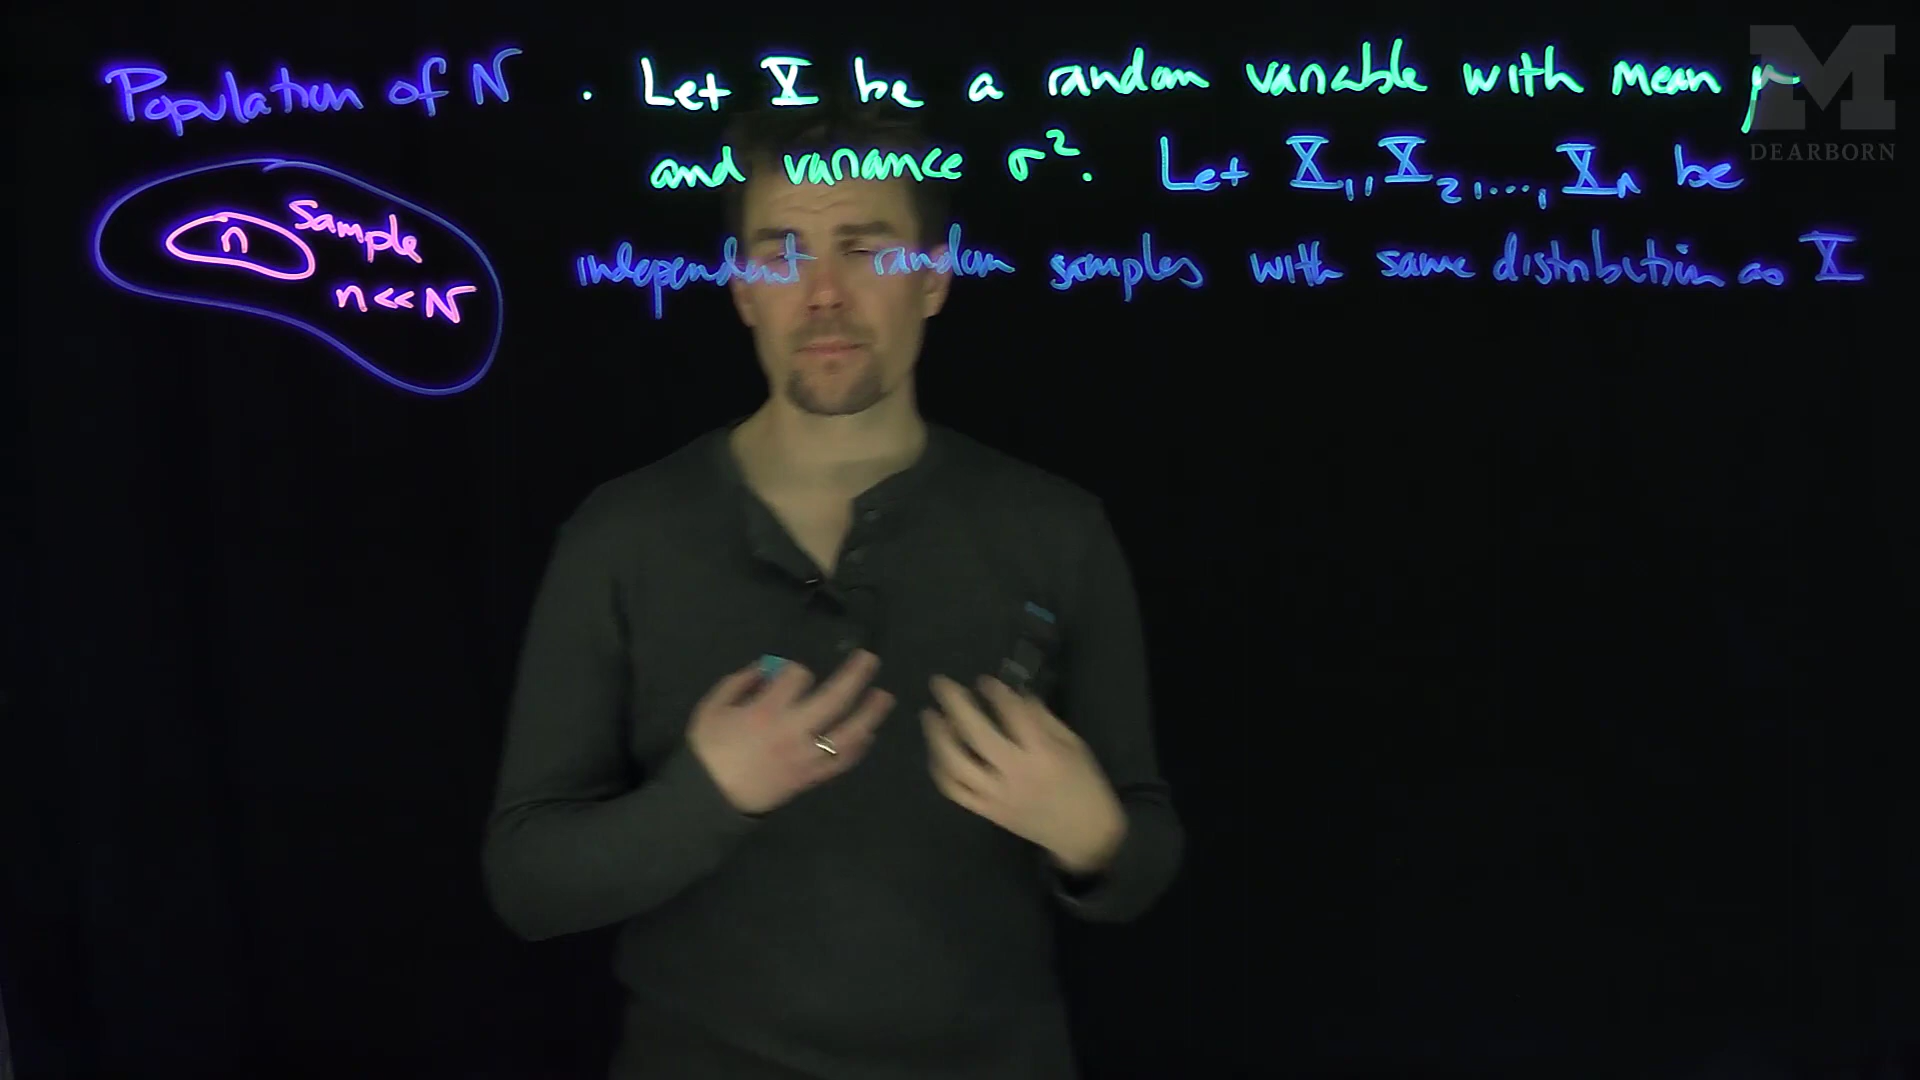 Population of N
. Let X be a random variable with mean μ
and variance σ². Let X₁, X₂, ..., Xₙ be
independent random samples with same distribution as X
n
sample
n << N
M
DEARBORN